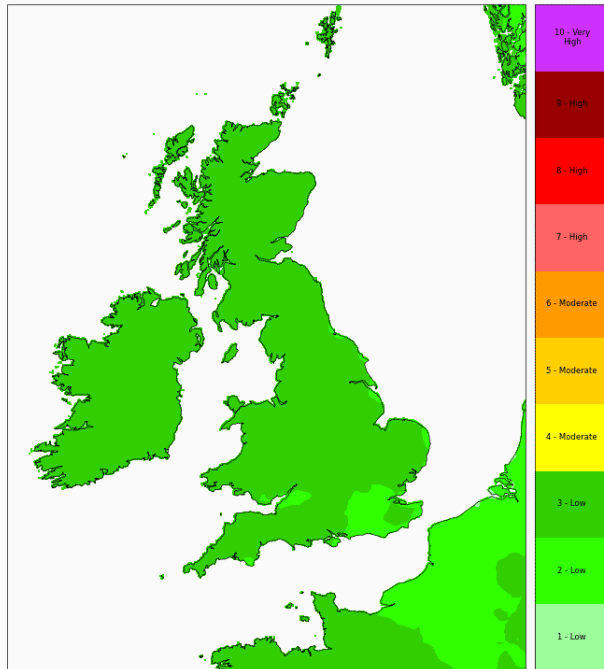 10 - Very
High
9 - High
8 - High
7 - High
6 - Moderate
5 - Moderate
4 - Moderate
3 - Low
2 - Low
1 - Low